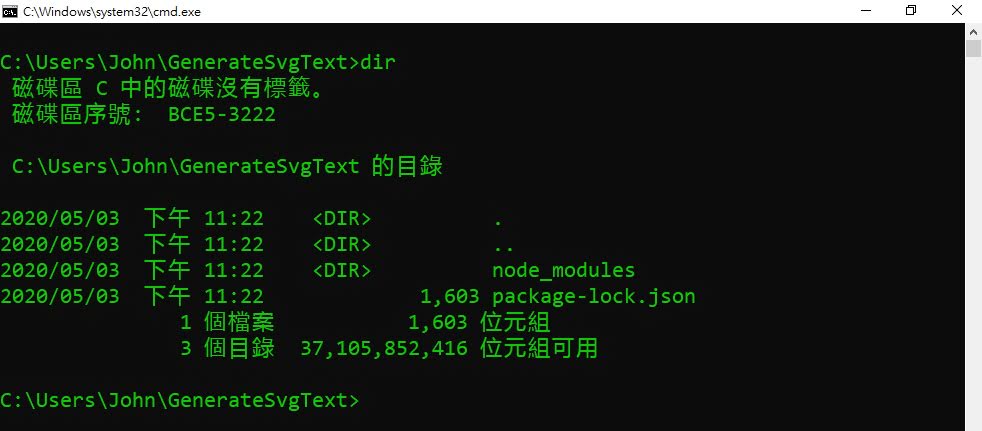 C:\Windows\system32\cmd.exe
C:\Users\John\GenerateSvgText>dir
磁碟區 C 中的磁碟沒有標籤。
磁碟區序號:  BCE5-3222
C:\Users\John\GenerateSvgText 的目錄
2020/05/03  下午 11:22    <DIR>          .
2020/05/03  下午 11:22    <DIR>          ..
2020/05/03  下午 11:22    <DIR>          node_modules
2020/05/03  下午 11:22             1,603 package-lock.json
1 個檔案           1,603 位元組
3 個目錄  37,105,852,416 位元組可用
C:\Users\John\GenerateSvgText>